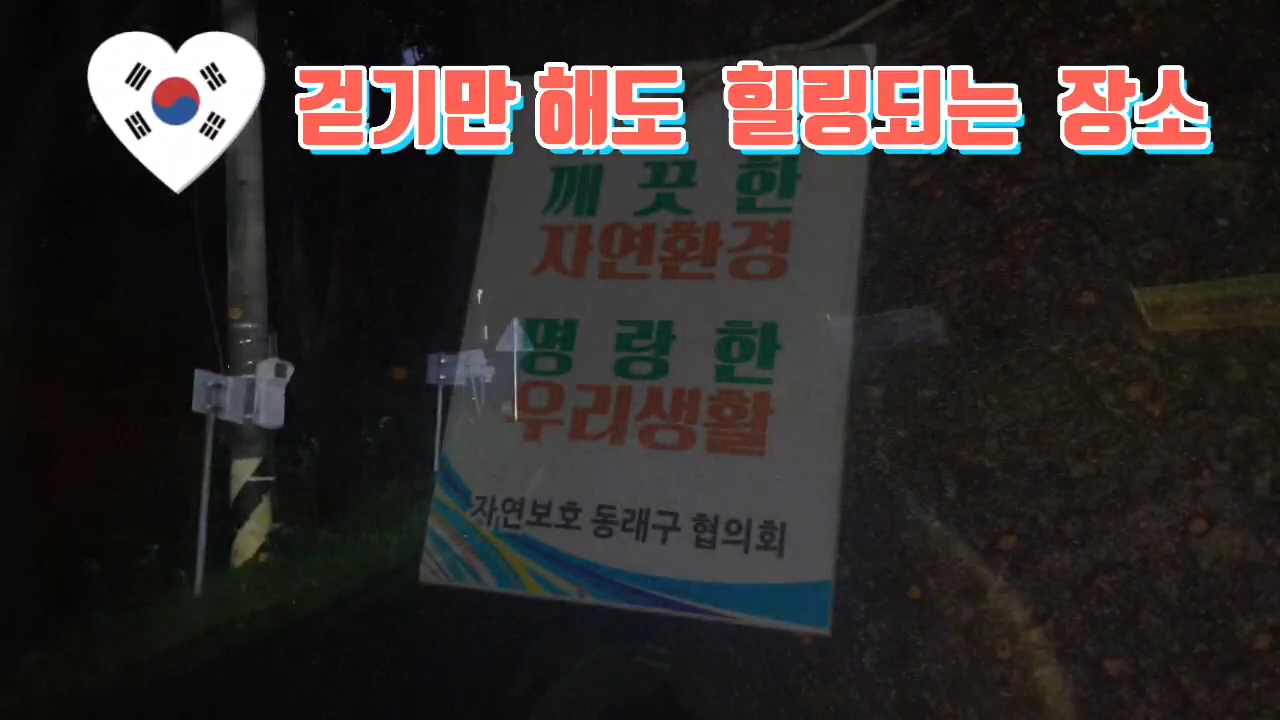 걷기만 해도 힐링되는 장소
깨끗한
자연환경
명랑한
우리생활
자연보호 동래구 협의회